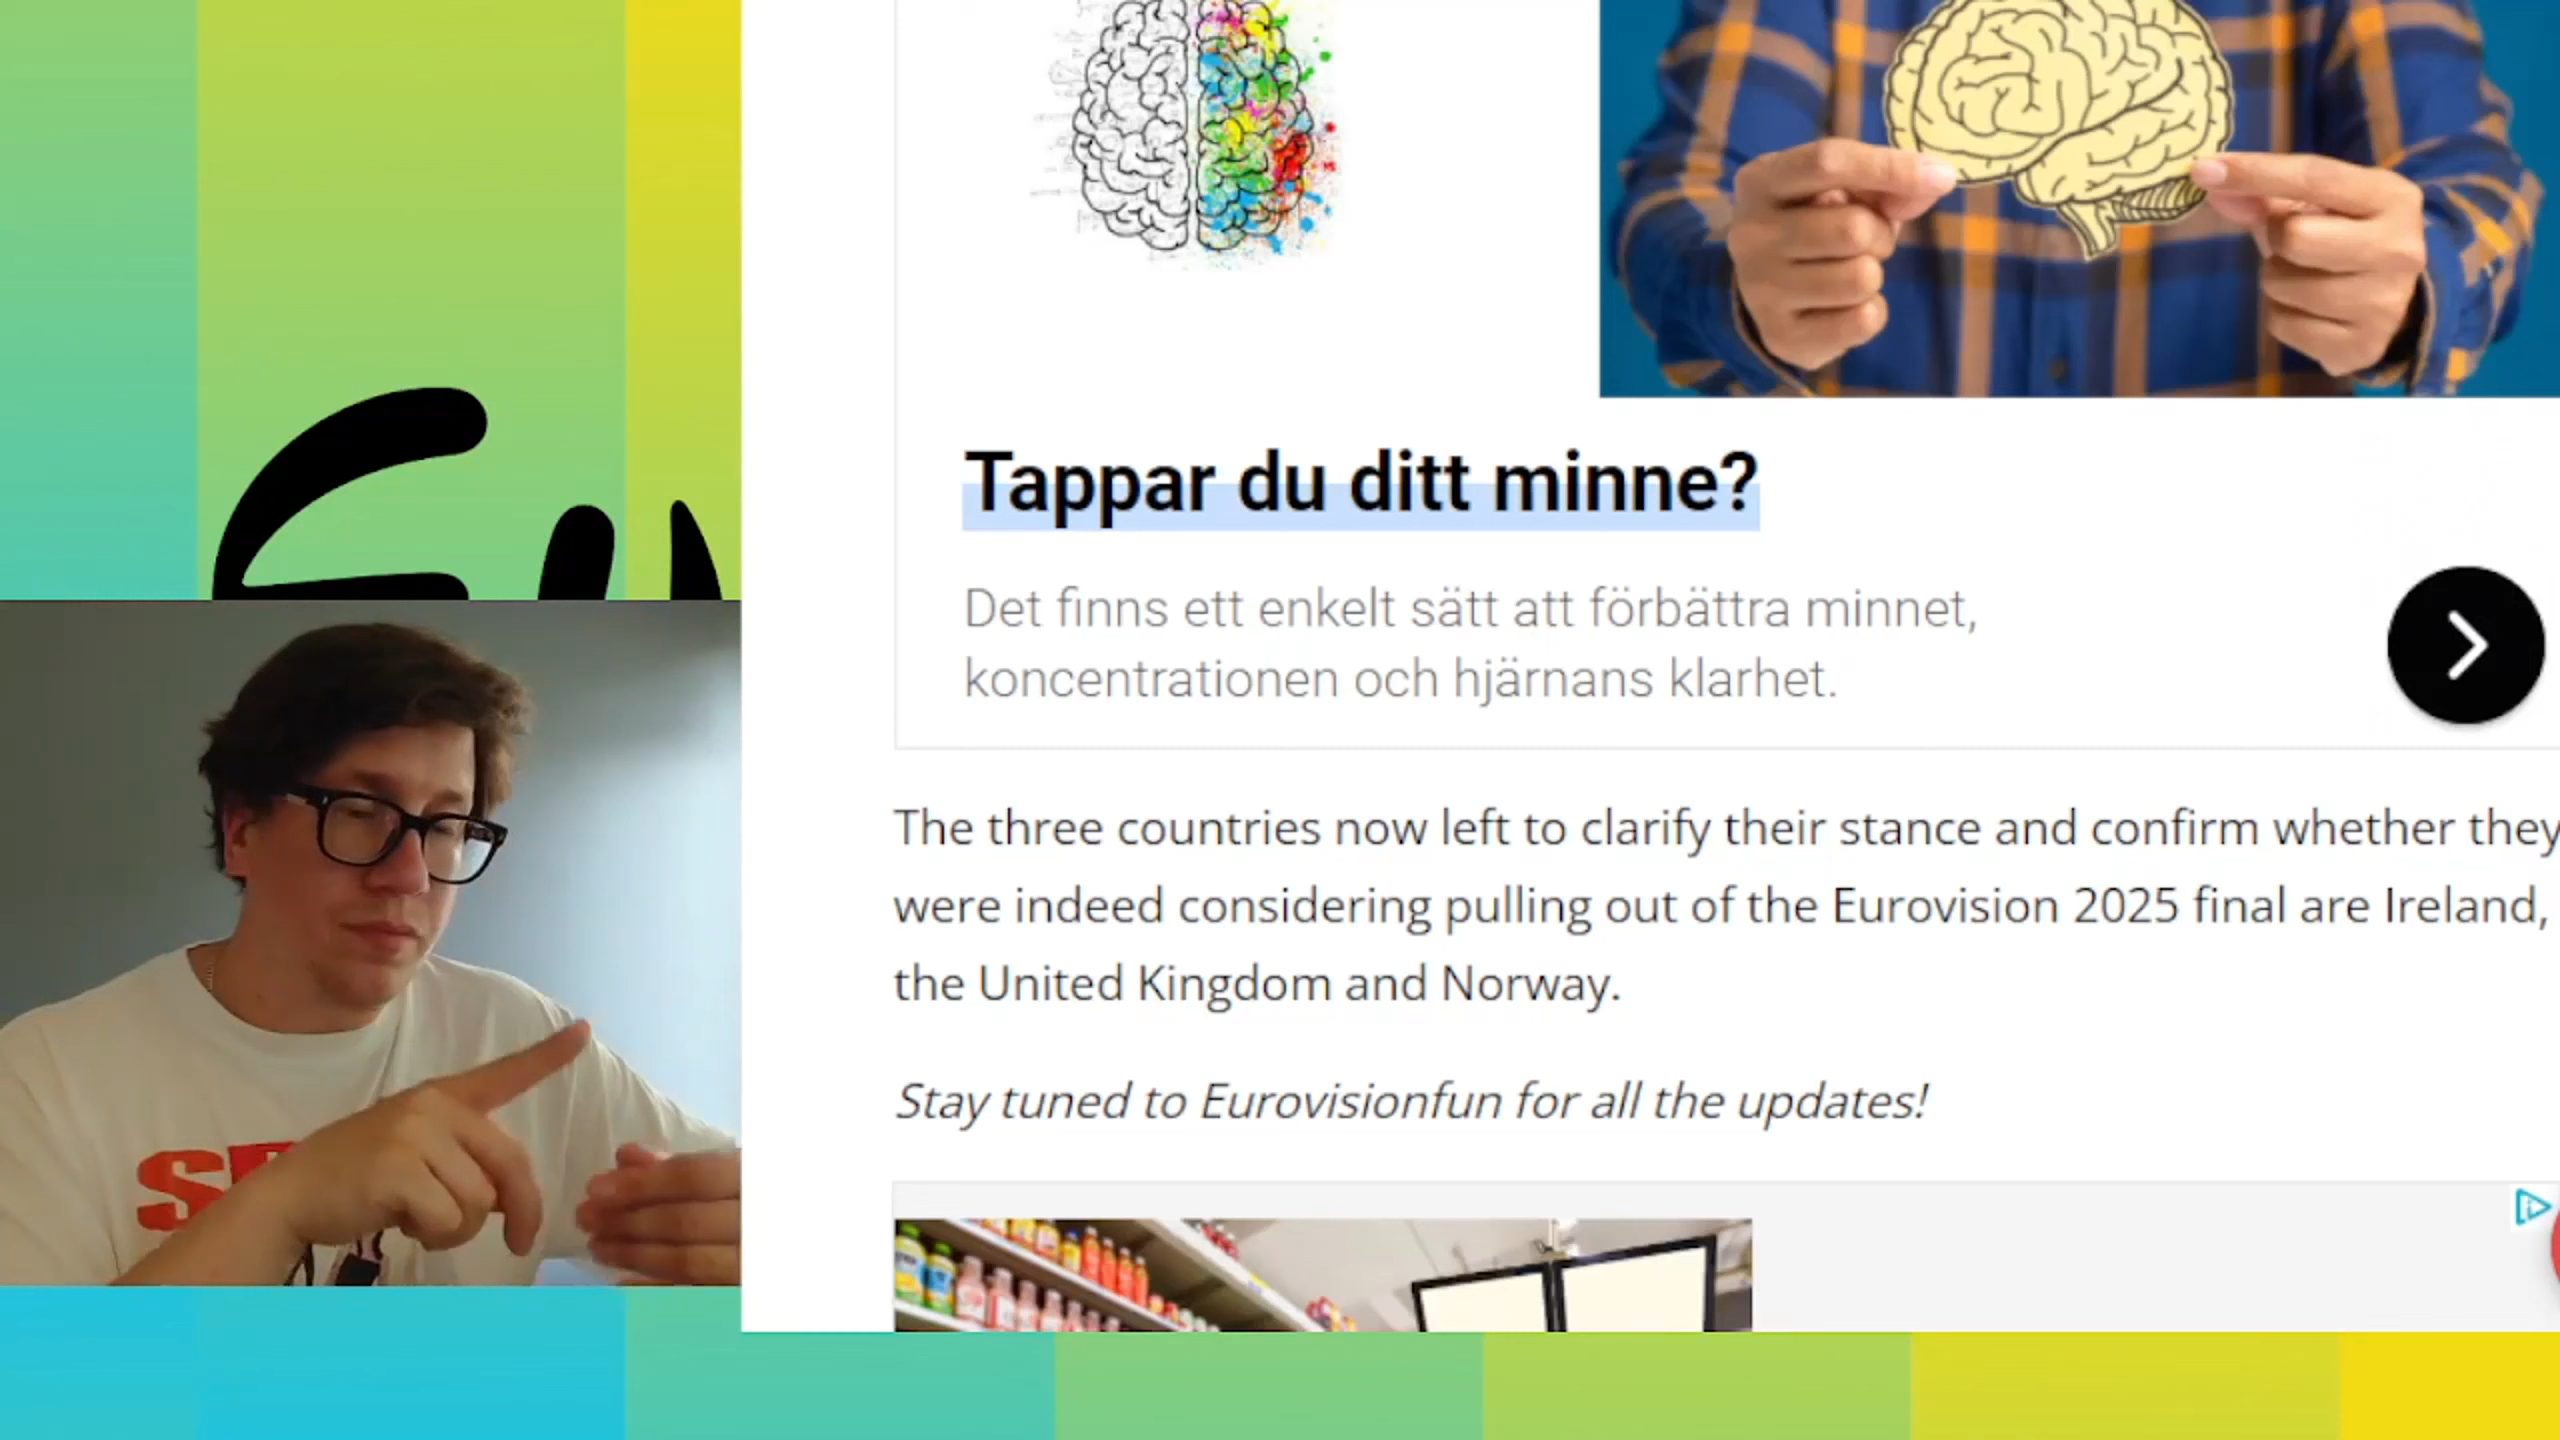 Tappar du ditt minne?
Det finns ett enkelt sätt att förbättra minnet,
koncentrationen och hjärnans klarhet.
The three countries now left to clarify their stance and confirm whether they
were indeed considering pulling out of the Eurovision 2025 final are Ireland,
the United Kingdom and Norway.
Stay tuned to Eurovisionfun for all the updates!